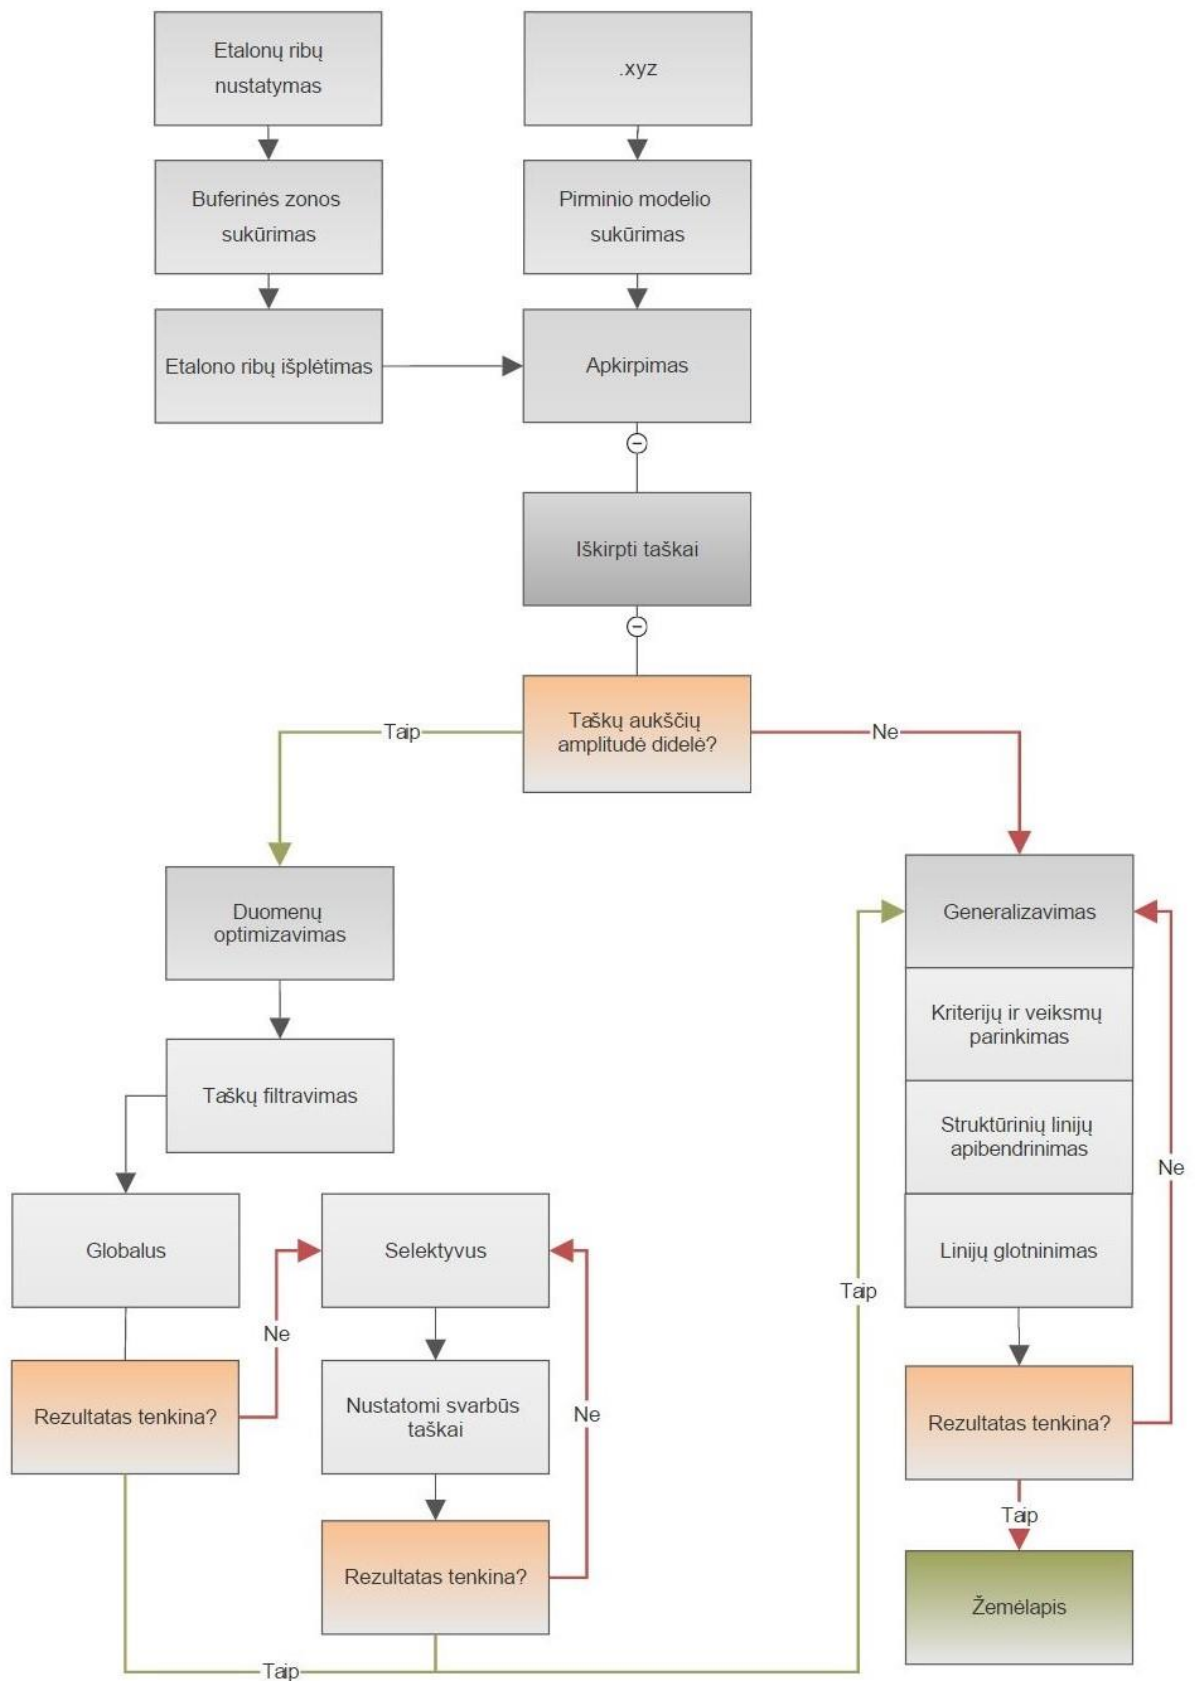 Etalonų ribų
nustatymas
.xyz
Buferinės zonos
sukūrimas
Pirminio modelio
sukūrimas
Etalono ribų išplėtimas
Apkirpimas
Iškirpti taškai
Taškų aukščių
amplitudė didelė?
Taip
Ne
Duomenų
optimizavimas
Generalizavimas
Kriterijų ir veiksmų
parinkimas
Taškų filtravimas
Struktūrinių linijų
apibendrinimas
Ne
Globalus
Selektyvus
Linijų glotninimas
Taip
Ne
Rezultatas tenkina?
Nustatomi svarbūs
taškai
Ne
Rezultatas tenkina?
Taip
Rezultatas tenkina?
Žemėlapis
Taip